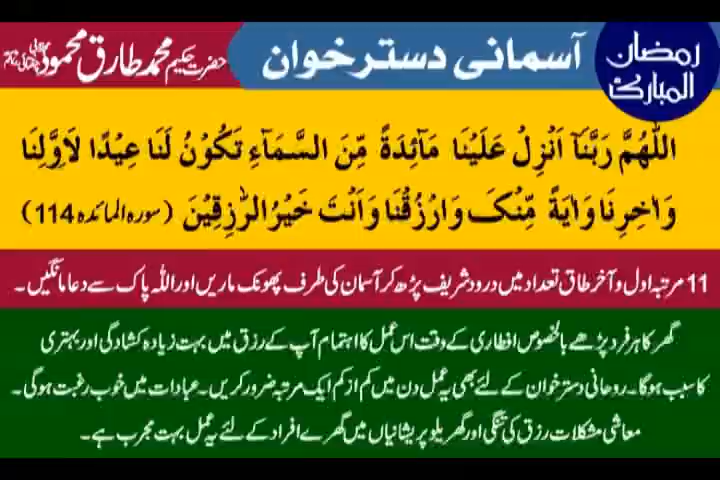 رمضان المبارک
آسمانی دسترخوان
حضرت حکیم محمد طارق محمود
اَللّٰهُمَّ رَبَّنَآ اَنْزِلْ عَلَيْنَا مَآئِدَةً مِّنَ السَّمَآءِ تَكُوْنُ لَنَا عِيْدًا لِّاَوَّلِنَا
وَاٰخِرِنَا وَاٰيَةً مِّنْكَ وَارْزُقْنَا وَاَنْتَ خَيْرُ الرّٰزِقِيْنَ (سورہ المائدہ 114)
11 مرتبہ اول و آخر طاق تعداد میں درود شریف پڑھ کر آسمان کی طرف پھونک ماریں اور اللہ پاک سے دعا مانگیں۔
گھر کا ہر فرد پڑھے بالخصوص افطاری کے وقت اس عمل کا اہتمام آپ کے رزق میں بہت زیادہ کشادگی اور بہتری
کا سبب ہوگا۔ روحانی دسترخوان کے لئے بھی یہ عمل دن میں کم از کم ایک مرتبہ ضرور کریں۔ عبادات میں خوب رغبت ہوگی۔
معاشی مشکلات رزق کی تنگی اور گھریلو پریشانیاں میں گھرے افراد کے لئے یہ عمل بہت مجرب ہے۔